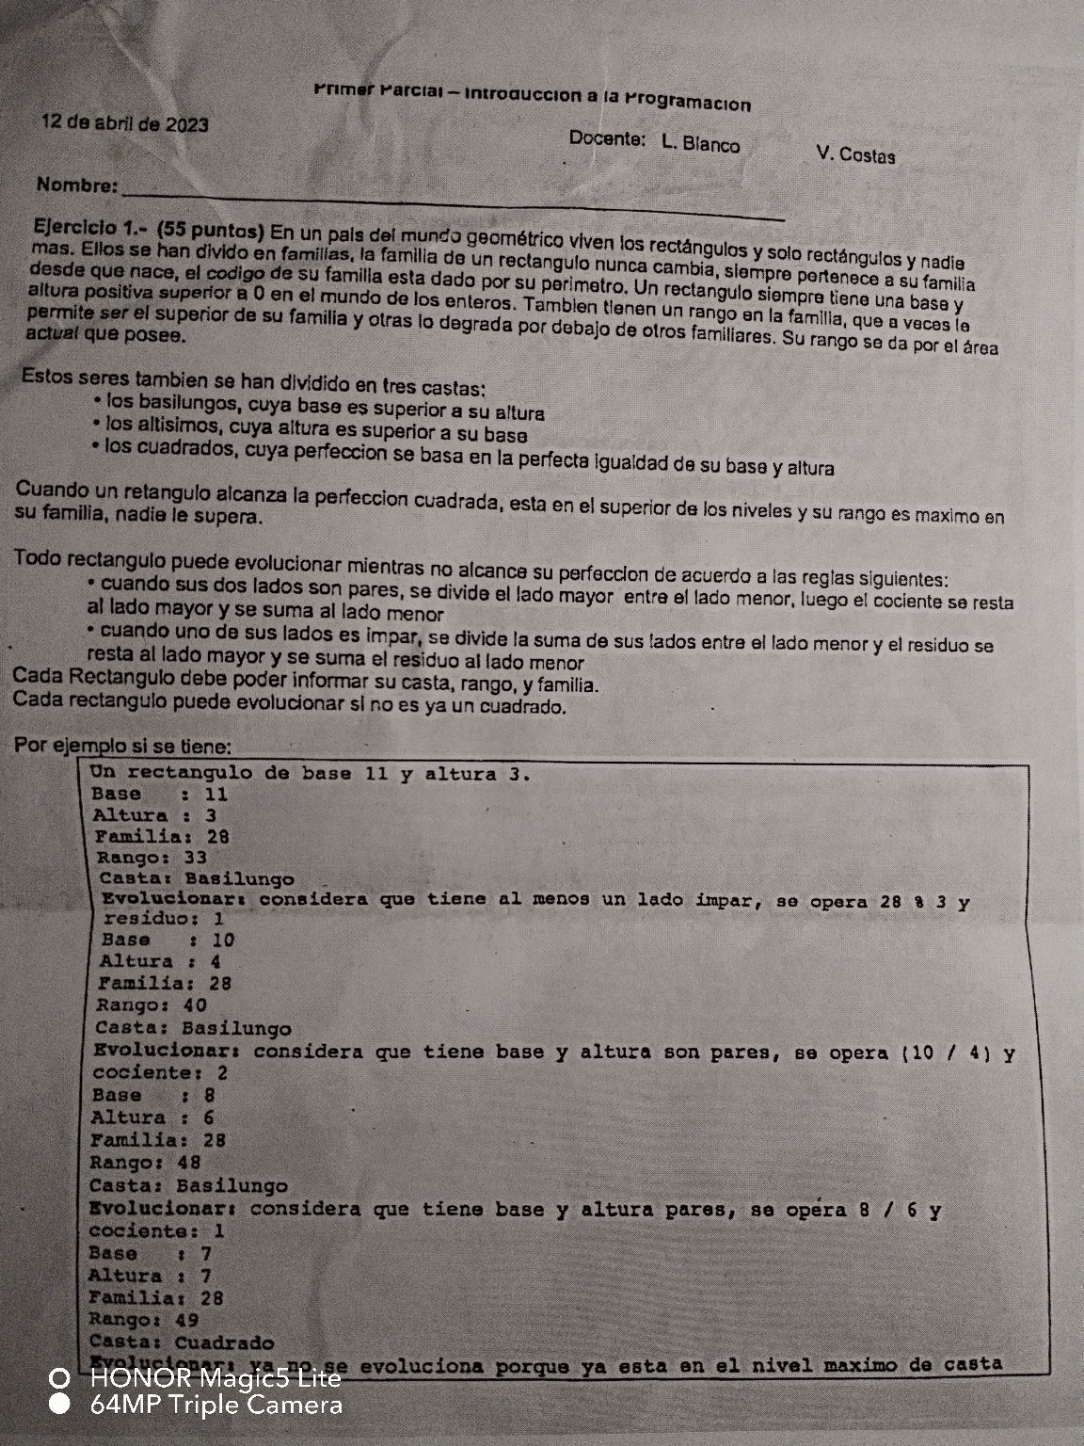 Primer Parcial – Introduccion a la Programacion
12 de abril de 2023
Docente: L. Blanco V. Costas
Nombre:
Ejercicio 1.- (55 puntos) En un pais del mundo geométrico viven los rectángulos y solo rectángulos y nadie
mas. Ellos se han divido en familias, la familia de un rectangulo nunca cambia, siempre pertenece a su familia
desde que nace, el codigo de su familia esta dado por su perimetro. Un rectangulo siempre tiene una base y
altura positiva superior a 0 en el mundo de los enteros. Tambien tienen un rango en la familia, que a veces le
permite ser el superior de su familia y otras lo degrada por debajo de otros familiares. Su rango se da por el área
actual que posee.
Estos seres tambien se han dividido en tres castas:
• los basilungos, cuya base es superior a su altura
• los altisimos, cuya altura es superior a su base
• los cuadrados, cuya perfeccion se basa en la perfecta igualdad de su base y altura
Cuando un retangulo alcanza la perfeccion cuadrada, esta en el superior de los niveles y su rango es maximo en
su familia, nadie le supera.
Todo rectangulo puede evolucionar mientras no alcance su perfeccion de acuerdo a las reglas siguientes:
• cuando sus dos lados son pares, se divide el lado mayor entre el lado menor, luego el cociente se resta
al lado mayor y se suma al lado menor
• cuando uno de sus lados es impar, se divide la suma de sus lados entre el lado menor y el residuo se
resta al lado mayor y se suma el residuo al lado menor
Cada Rectangulo debe poder informar su casta, rango, y familia.
Cada rectangulo puede evolucionar si no es ya un cuadrado.
Por ejemplo si se tiene:
Un rectangulo de base 11 y altura 3.
Base : 11
Altura : 3
Familia: 28
Rango: 33
Casta: Basilungo
Evolucionar: considera que tiene al menos un lado impar, se opera 28 % 3 y
residuo: 1
Base : 10
Altura : 4
Familia: 28
Rango: 40
Casta: Basilungo
Evolucionar: considera que tiene base y altura son pares, se opera (10 / 4) y
cociente: 2
Base : 8
Altura : 6
Familia: 28
Rango: 48
Casta: Basilungo
Evolucionar: considera que tiene base y altura pares, se opera 8 / 6 y
cociente: 1
Base : 7
Altura : 7
Familia: 28
Rango: 49
Casta: Cuadrado
Evolucionar: ya no se evoluciona porque ya esta en el nivel maximo de casta
HONOR Magic5 Lite
64MP Triple Camera